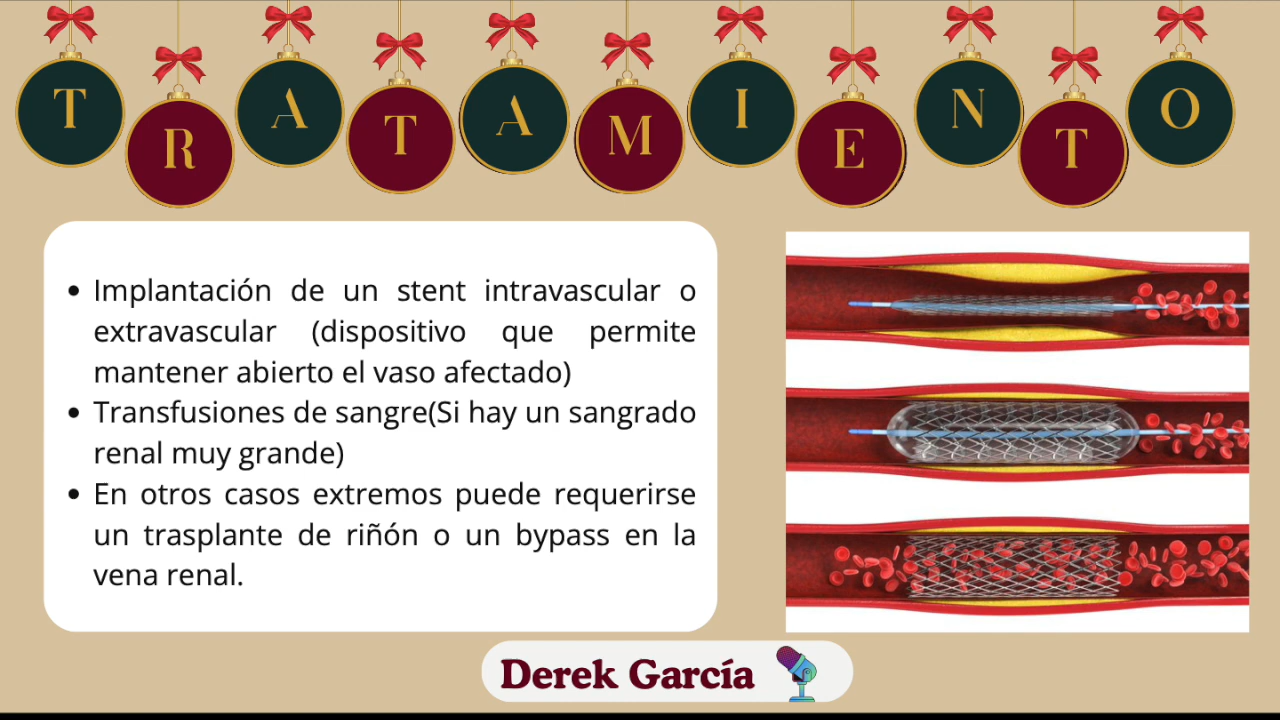 TRATAMIENTO
• Implantación de un stent intravascular o
extravascular (dispositivo que permite
mantener abierto el vaso afectado)
• Transfusiones de sangre(Si hay un sangrado
renal muy grande)
• En otros casos extremos puede requerirse
un trasplante de riñón o un bypass en la
vena renal.
Derek García